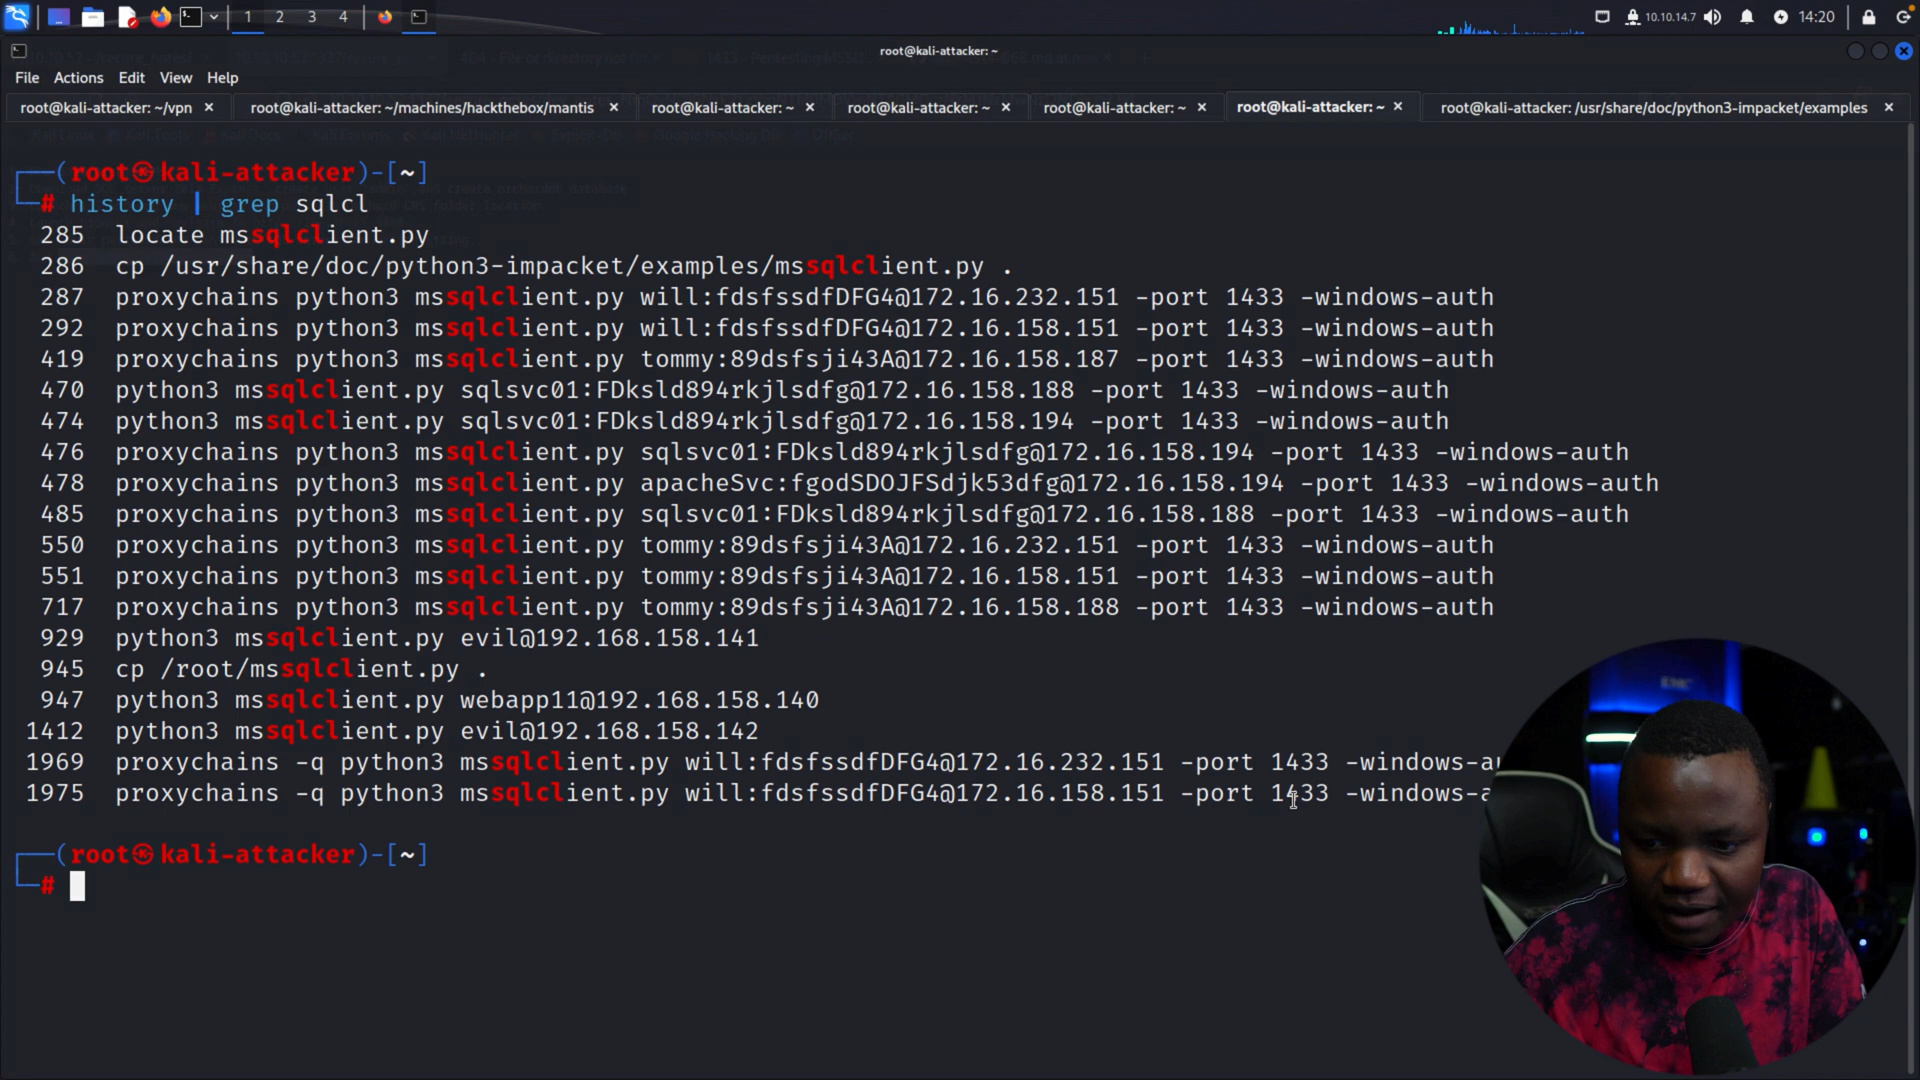 1 2 3 4 10.10.14.7 14:20
root@kali-attacker: ~
File Actions Edit View Help
root@kali-attacker: ~/vpn × root@kali-attacker: ~/machines/hackthebox/mantis × root@kali-attacker: ~ × root@kali-attacker: ~ × root@kali-attacker: ~ × root@kali-attacker: ~ × root@kali-attacker: /usr/share/doc/python3-impacket/examples ×
┌──(root㉿kali-attacker)-[~]
└─# history | grep sqlcl
285 locate mssqlclient.py
286 cp /usr/share/doc/python3-impacket/examples/mssqlclient.py .
287 proxychains python3 mssqlclient.py will:fdsfssdfDFG4@172.16.232.151 -port 1433 -windows-auth
292 proxychains python3 mssqlclient.py will:fdsfssdfDFG4@172.16.158.151 -port 1433 -windows-auth
419 proxychains python3 mssqlclient.py tommy:89dsfsji43A@172.16.158.187 -port 1433 -windows-auth
470 python3 mssqlclient.py sqlsvc01:FDksld894rkjlsdfg@172.16.158.188 -port 1433 -windows-auth
474 python3 mssqlclient.py sqlsvc01:FDksld894rkjlsdfg@172.16.158.194 -port 1433 -windows-auth
476 proxychains python3 mssqlclient.py sqlsvc01:FDksld894rkjlsdfg@172.16.158.194 -port 1433 -windows-auth
478 proxychains python3 mssqlclient.py apacheSvc:fgodSDOJFSdjk53dfg@172.16.158.194 -port 1433 -windows-auth
485 proxychains python3 mssqlclient.py sqlsvc01:FDksld894rkjlsdfg@172.16.158.188 -port 1433 -windows-auth
550 proxychains python3 mssqlclient.py tommy:89dsfsji43A@172.16.232.151 -port 1433 -windows-auth
551 proxychains python3 mssqlclient.py tommy:89dsfsji43A@172.16.158.151 -port 1433 -windows-auth
717 proxychains python3 mssqlclient.py tommy:89dsfsji43A@172.16.158.188 -port 1433 -windows-auth
929 python3 mssqlclient.py evil@192.168.158.141
945 cp /root/mssqlclient.py .
947 python3 mssqlclient.py webapp11@192.168.158.140
1412 python3 mssqlclient.py evil@192.168.158.142
1969 proxychains -q python3 mssqlclient.py will:fdsfssdfDFG4@172.16.232.151 -port 1433 -windows-a
1975 proxychains -q python3 mssqlclient.py will:fdsfssdfDFG4@172.16.158.151 -port 1433 -windows-
┌──(root㉿kali-attacker)-[~]
└─#